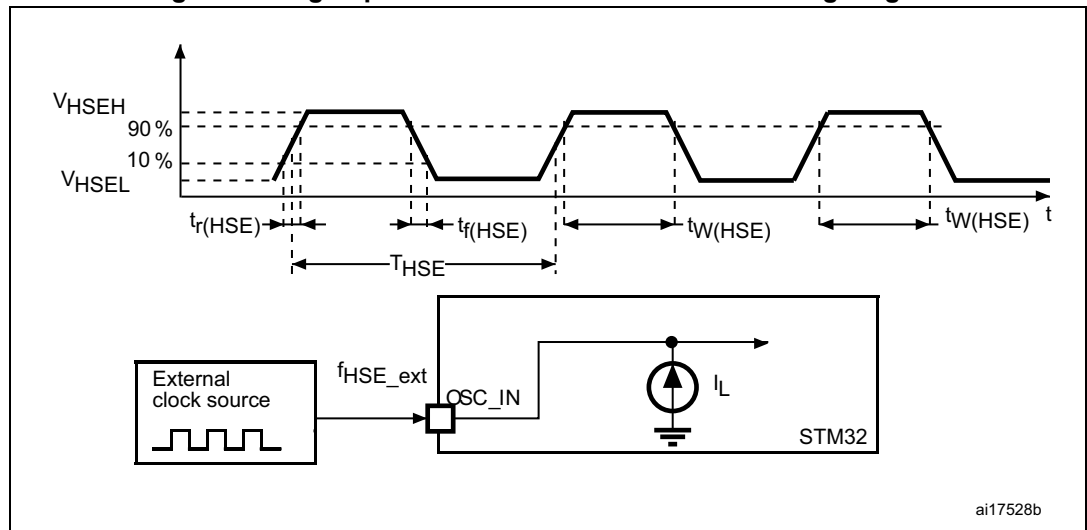 VHSEH
90 %
10 %
VHSEL
tr(HSE)
tf(HSE)
tW(HSE)
tW(HSE)
t
THSE
External
clock source
fHSE_ext
OSC_IN
IL
STM32
ai17528b